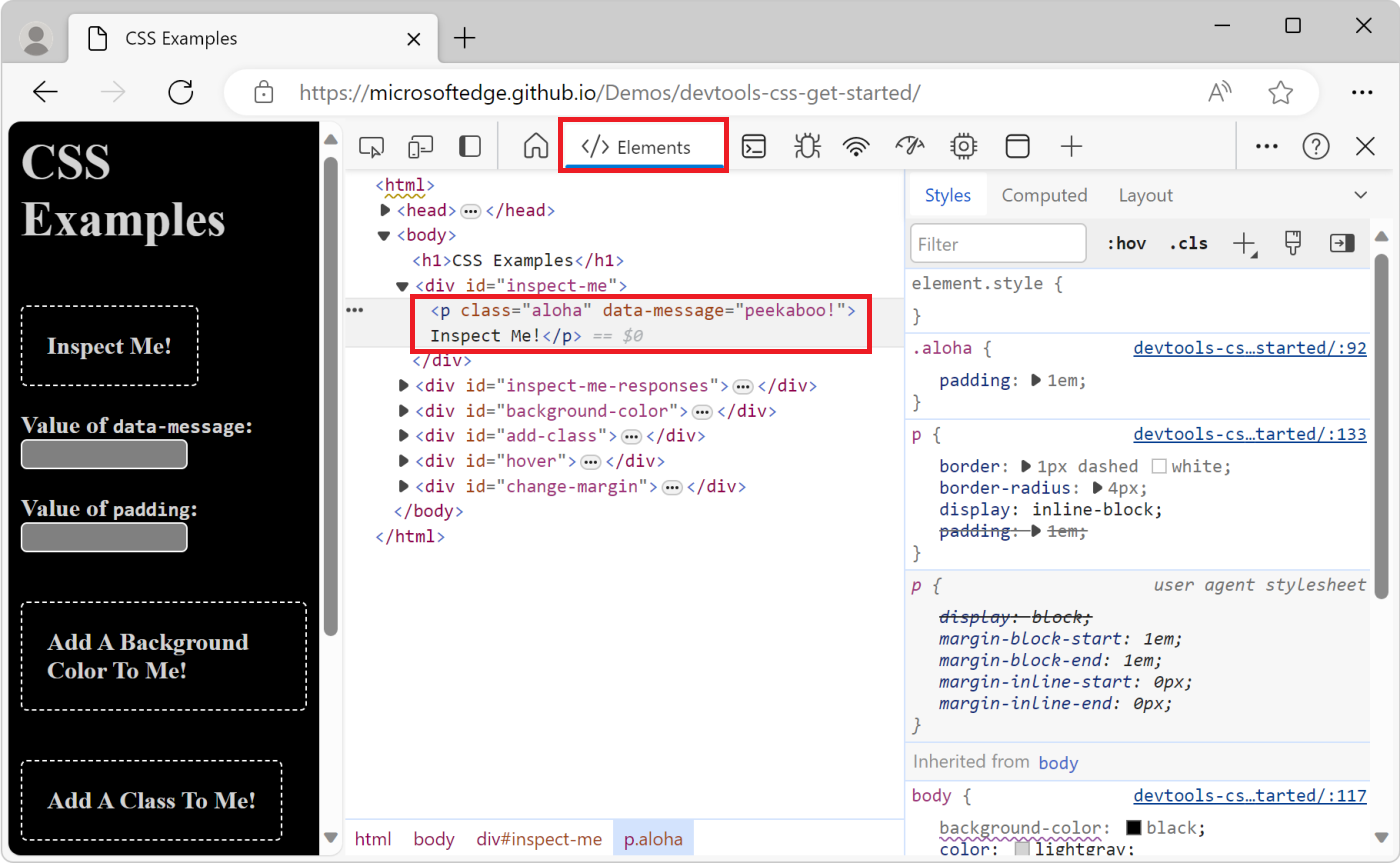 CSS Examples
https://microsoftedge.github.io/Demos/devtools-css-get-started/
CSS
Examples
Inspect Me!
Value of data-message:
Value of padding:
Add A Background
Color To Me!
Add A Class To Me!
</> Elements
<html>
<head> ••• </head>
<body>
<h1>CSS Examples</h1>
<div id="inspect-me">
<p class="aloha" data-message="peekaboo!">
Inspect Me!</p> == $0
</div>
<div id="inspect-me-responses"> ••• </div>
<div id="background-color"> ••• </div>
<div id="add-class"> ••• </div>
<div id="hover"> ••• </div>
<div id="change-margin"> ••• </div>
</body>
</html>
html body div#inspect-me p.aloha
Styles Computed Layout
Filter :hov .cls
element.style {
}
.aloha { devtools-cs…started/:92
padding: 1em;
}
p { devtools-cs…tarted/:133
border: 1px dashed white;
border-radius: 4px;
display: inline-block;
padding: 1em;
}
p { user agent stylesheet
display: block;
margin-block-start: 1em;
margin-block-end: 1em;
margin-inline-start: 0px;
margin-inline-end: 0px;
}
Inherited from body
body { devtools-cs…tarted/:117
background-color: black;
color: lightgray;